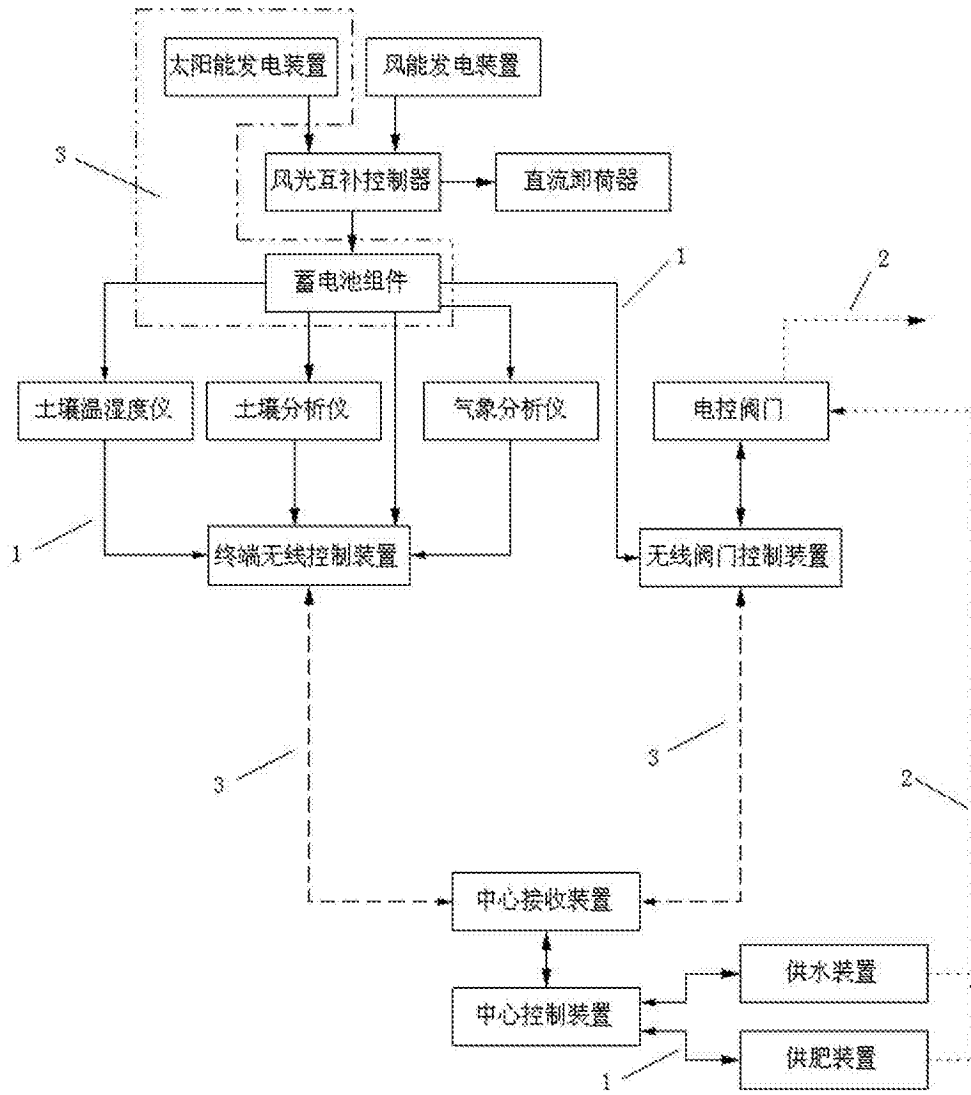 太阳能发电装置
风能发电装置
3
风光互补控制器
直流卸荷器
1
2
蓄电池组件
土壤温湿度仪
土壤分析仪
气象分析仪
电控阀门
1
终端无线控制装置
无线阀门控制装置
3
3
2
中心接收装置
供水装置
中心控制装置
供肥装置
1